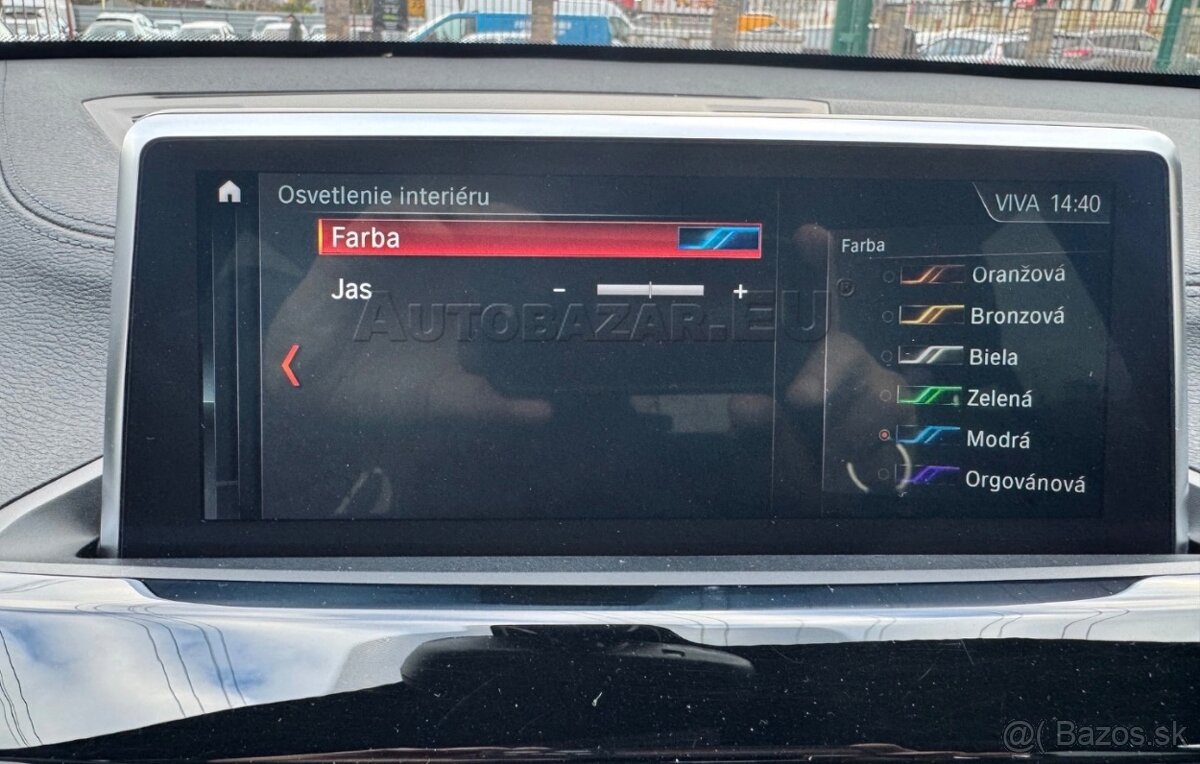 Osvetlenie interiéru
VIVA 14:40
Farba
Jas
- +
Farba
Oranžová
Bronzová
Biela
Zelená
Modrá
Orgovánová
AUTOBAZAR.EU®
@( Bazos.sk